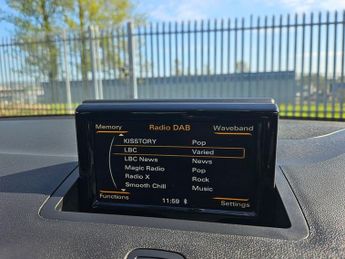 Memory Radio DAB Waveband
KISSTORY Pop
LBC Varied
LBC News News
Magic Radio Pop
Radio X Rock
Smooth Chill Music
Functions 11:59 Settings